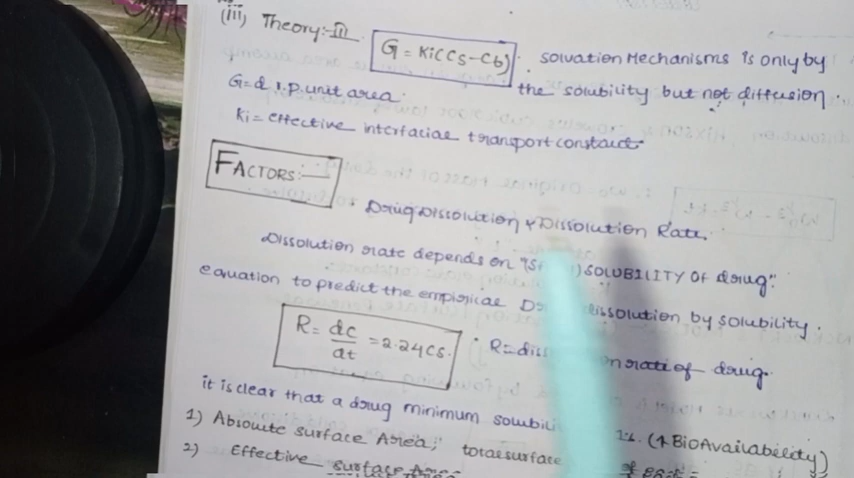 (iii) Theory:-III
G = Ki(Cs-Cb) solvation Mechanisms is only by
G=d 1.p.unit area. the solubility but not diffusion.
Ki = effective interfacial transport constant
FACTORS:-
Drug Dissolution & Dissolution Rate.
Dissolution rate depends on SOLUBILITY Of drug".
equation to predict the empirical dissolution by solubility.
R = dc/dt = 2.24Cs. R= rate of drug.
it is clear that a drug minimum (↑ BioAvailability)
1) Absolute surface Area; total surface
2) Effective surface Area